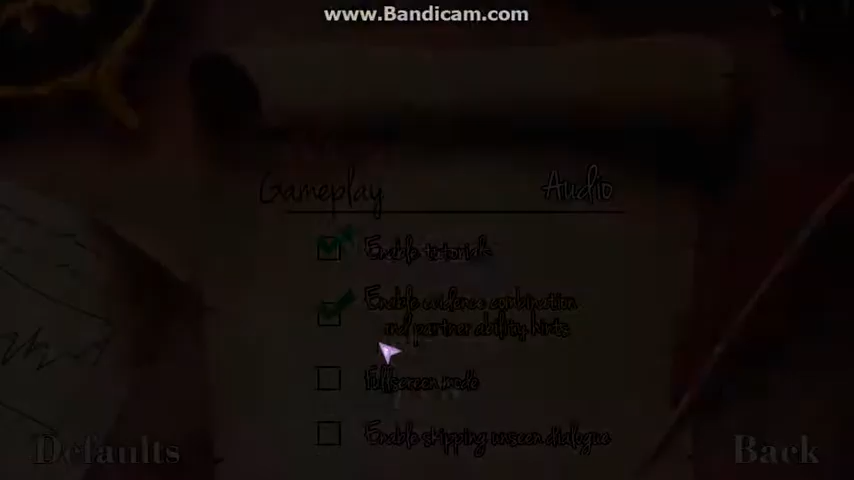 www.Bandicam.com
Gameplay
Audio
Enable tutorials
Enable evidence combination
and partner ability hints
Fullscreen mode
Enable skipping unseen dialogue
Defaults
Back